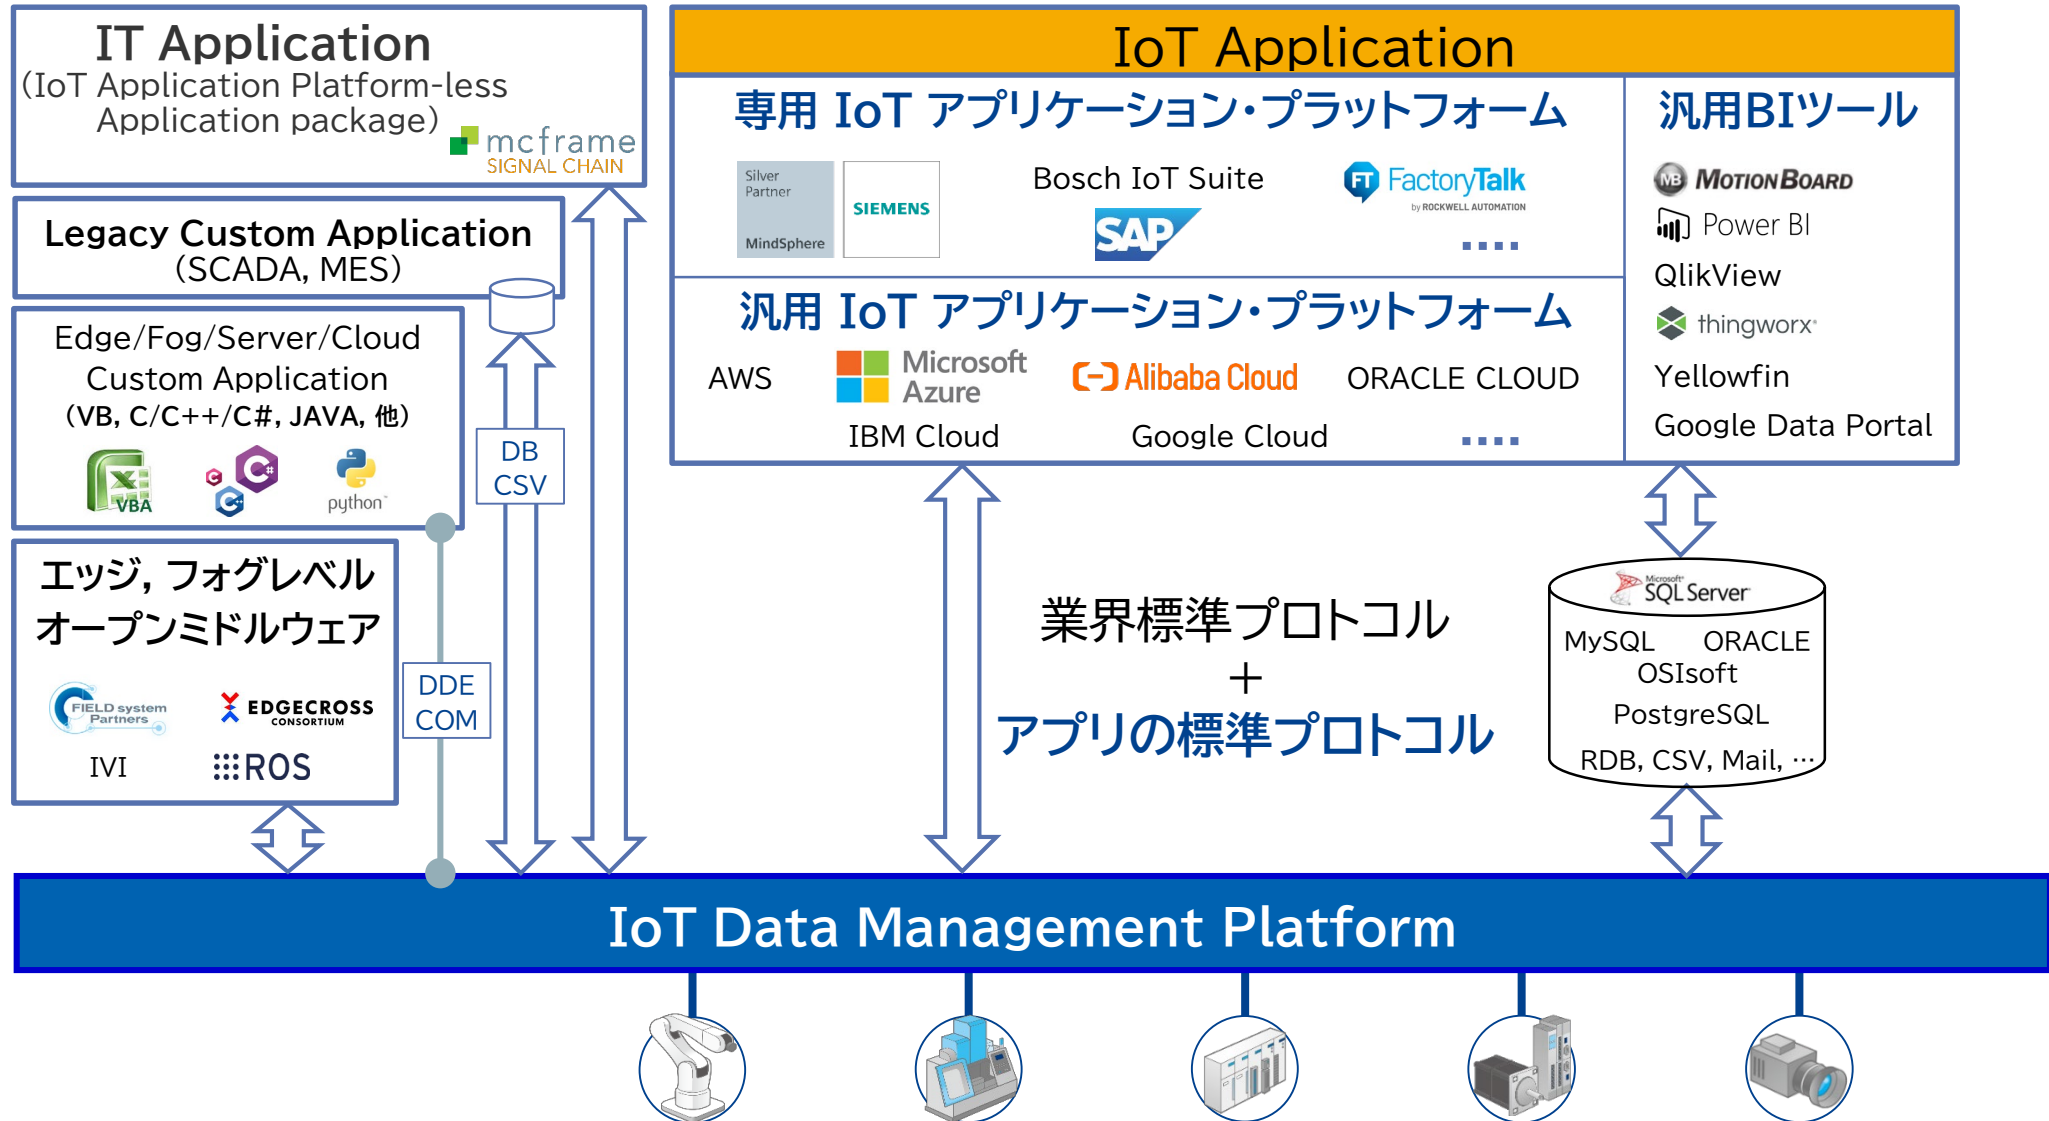 IT Application
(IoT Application Platform-less
Application package)
mcframe
SIGNAL CHAIN
Legacy Custom Application
(SCADA, MES)
Edge/Fog/Server/Cloud
Custom Application
(VB, C/C++/C#, JAVA, 他)
VBA
C
C#
C++
python
DB
CSV
エッジ, フォグレベル
オープンミドルウェア
FIELD system
Partners
EDGECROSS
CONSORTIUM
IVI
ROS
DDE
COM
IoT Application
専用 IoT アプリケーション・プラットフォーム
Silver
Partner
MindSphere
SIEMENS
Bosch IoT Suite
SAP
FT FactoryTalk
by ROCKWELL AUTOMATION
....
汎用 IoT アプリケーション・プラットフォーム
AWS
Microsoft
Azure
Alibaba Cloud
ORACLE CLOUD
IBM Cloud
Google Cloud
....
汎用BIツール
MB MOTIONBOARD
Power BI
QlikView
thingworx
Yellowfin
Google Data Portal
業界標準プロトコル
+
アプリの標準プロトコル
Microsoft
SQL Server
MySQL ORACLE
OSIsoft
PostgreSQL
RDB, CSV, Mail, …
IoT Data Management Platform